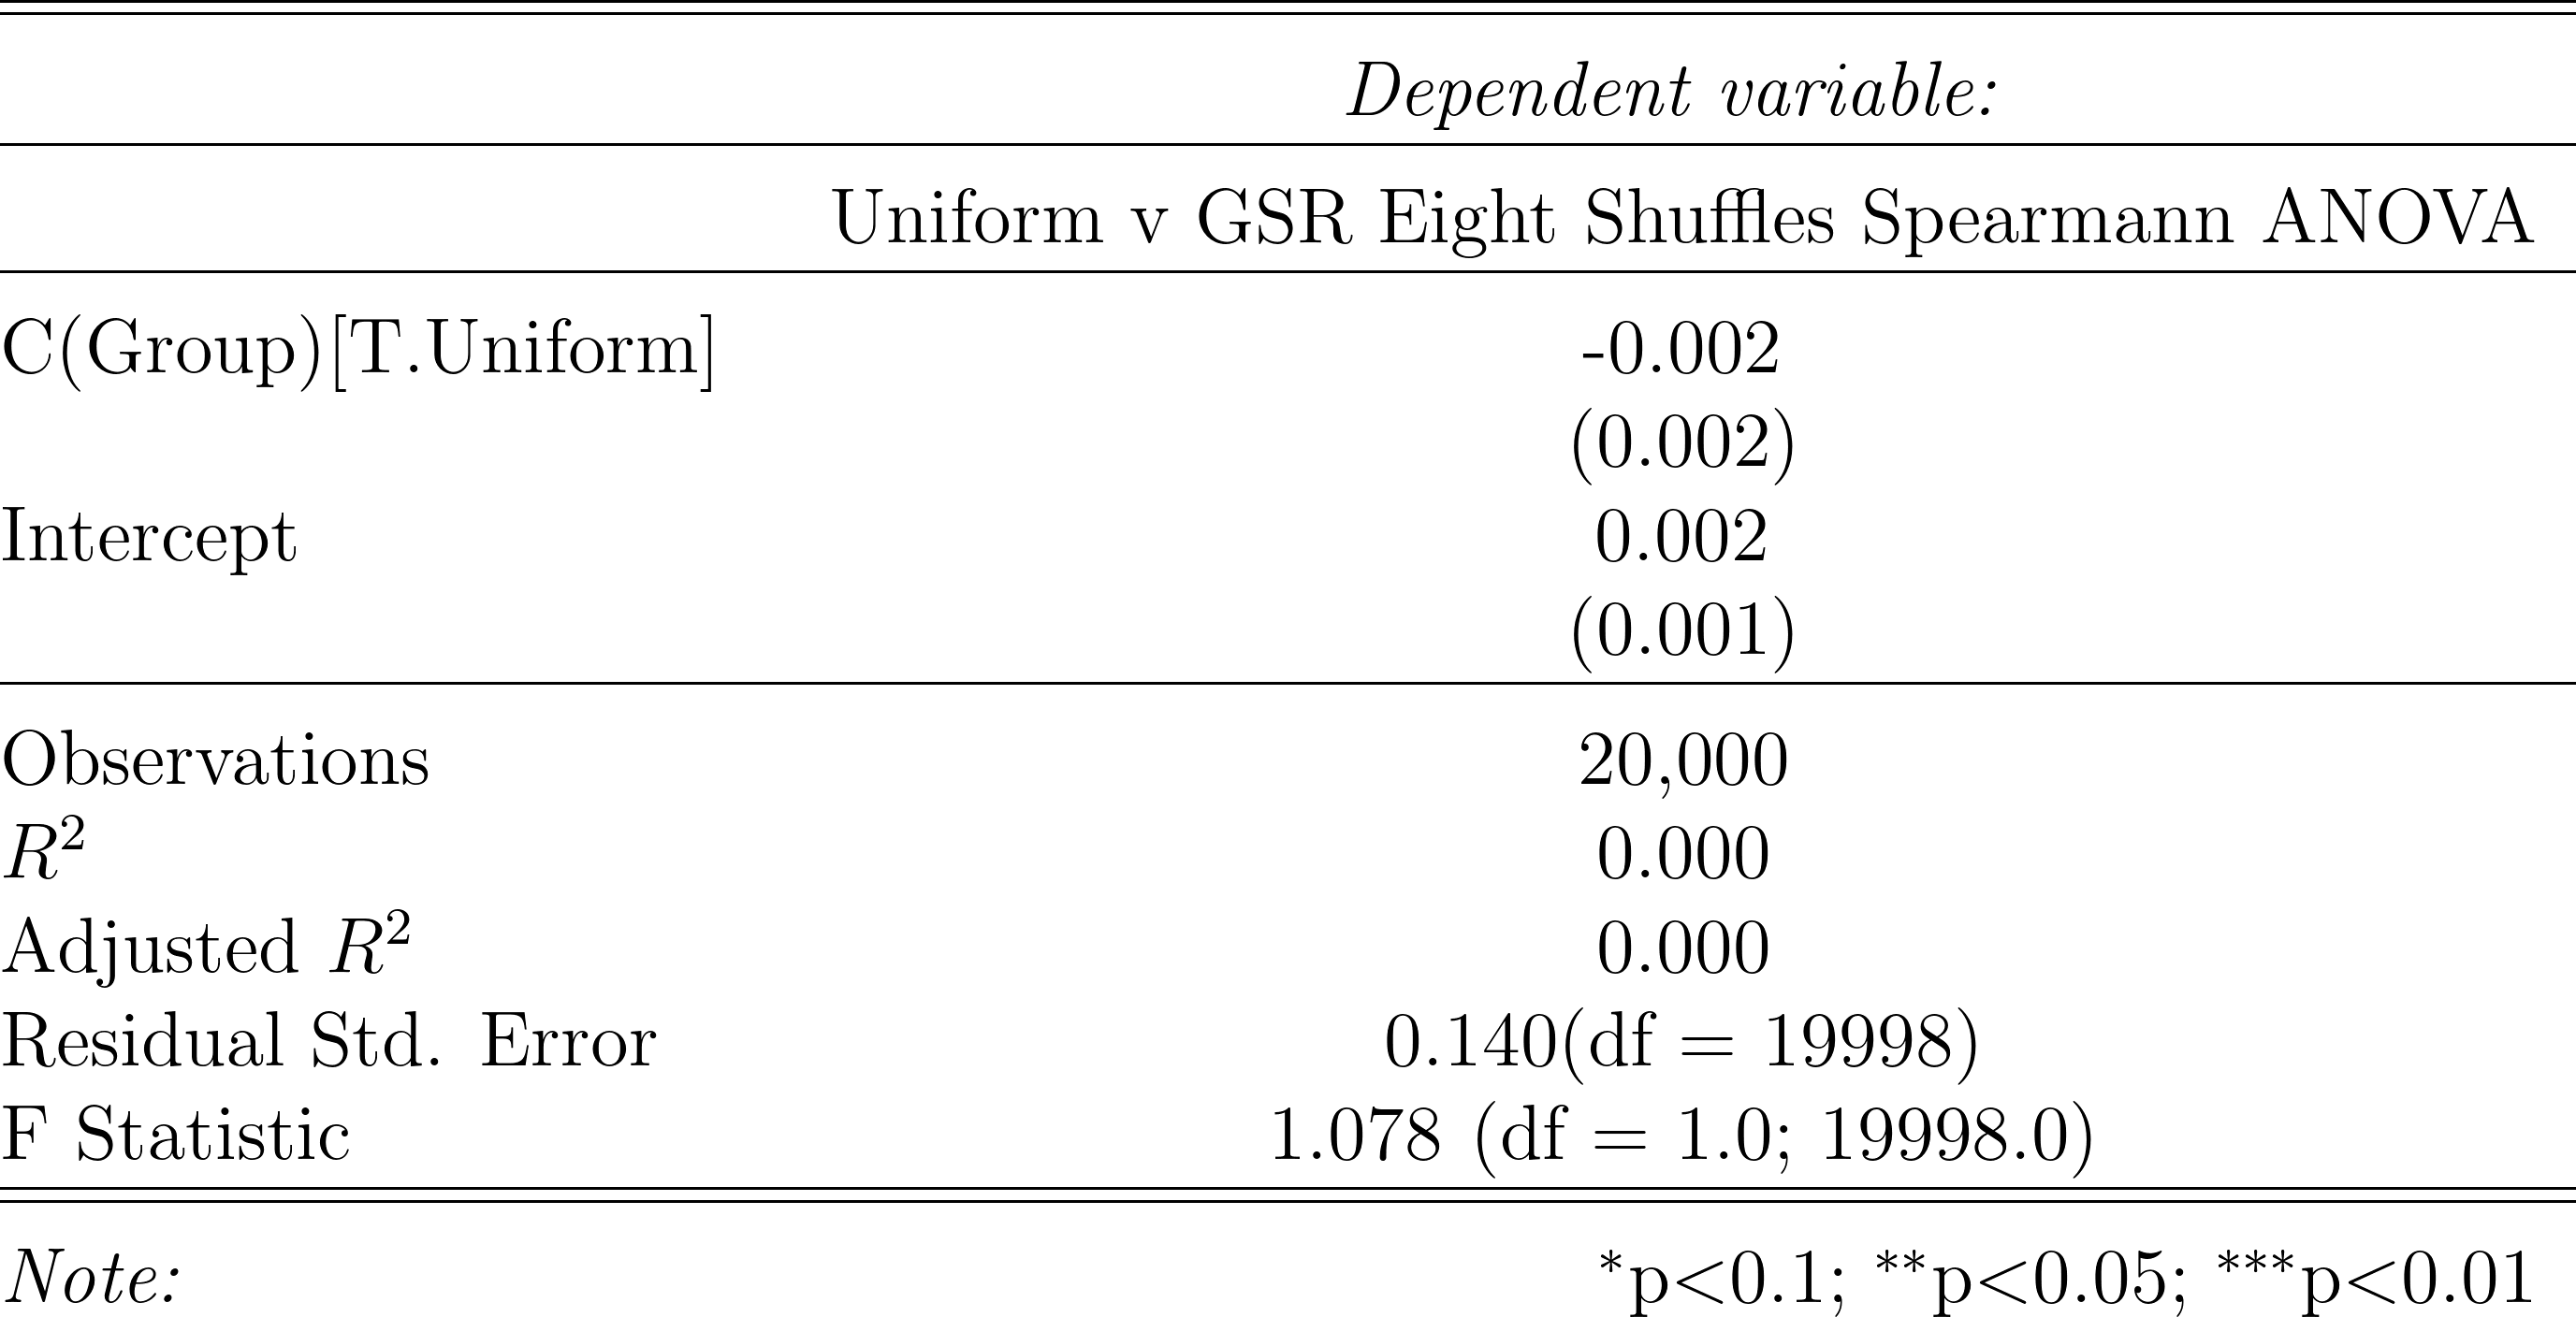 Dependent variable:
Uniform v GSR Eight Shuffles Spearmann ANOVA
C(Group)[T.Uniform] -0.002
(0.002)
Intercept 0.002
(0.001)
Observations 20,000
R² 0.000
Adjusted R² 0.000
Residual Std. Error 0.140(df = 19998)
F Statistic 1.078 (df = 1.0; 19998.0)
Note: *p<0.1; **p<0.05; ***p<0.01